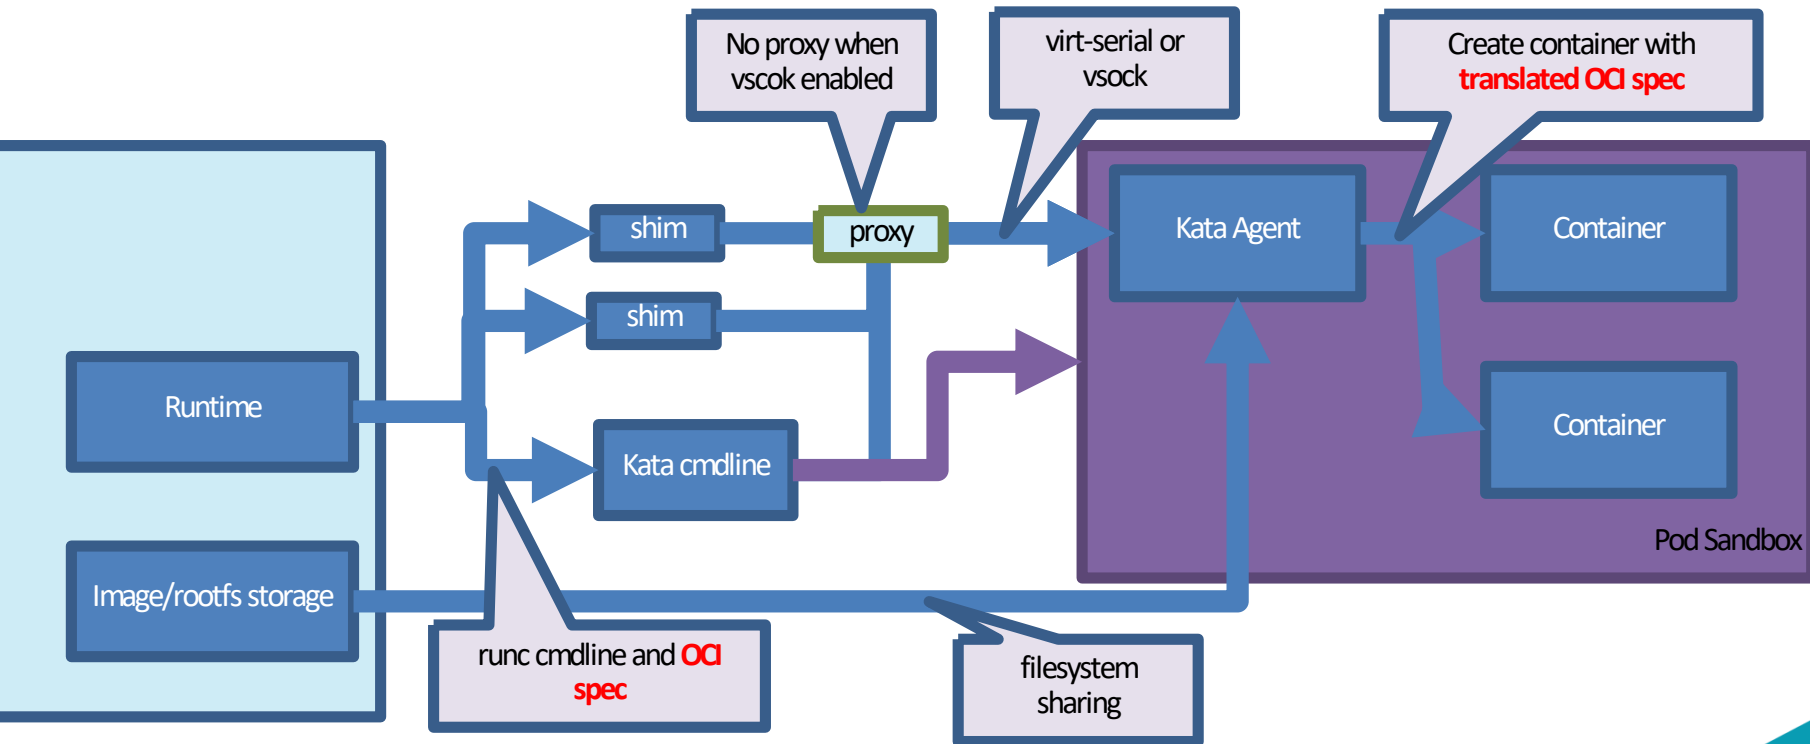 No proxy when
vscok enabled
virt-serial or
vsock
Create container with
translated OCI spec
shim
proxy
Kata Agent
Container
shim
Runtime
Kata cmdline
Container
Pod Sandbox
Image/rootfs storage
runc cmdline and OCI
spec
filesystem
sharing